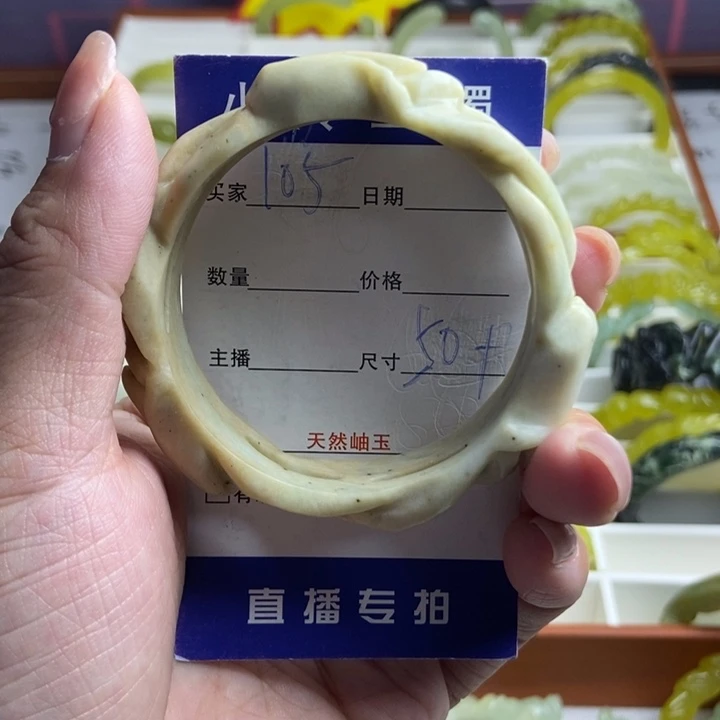 买家 105 日期
数量 价格
主播 尺寸 50+
天然岫玉
有
直播专拍